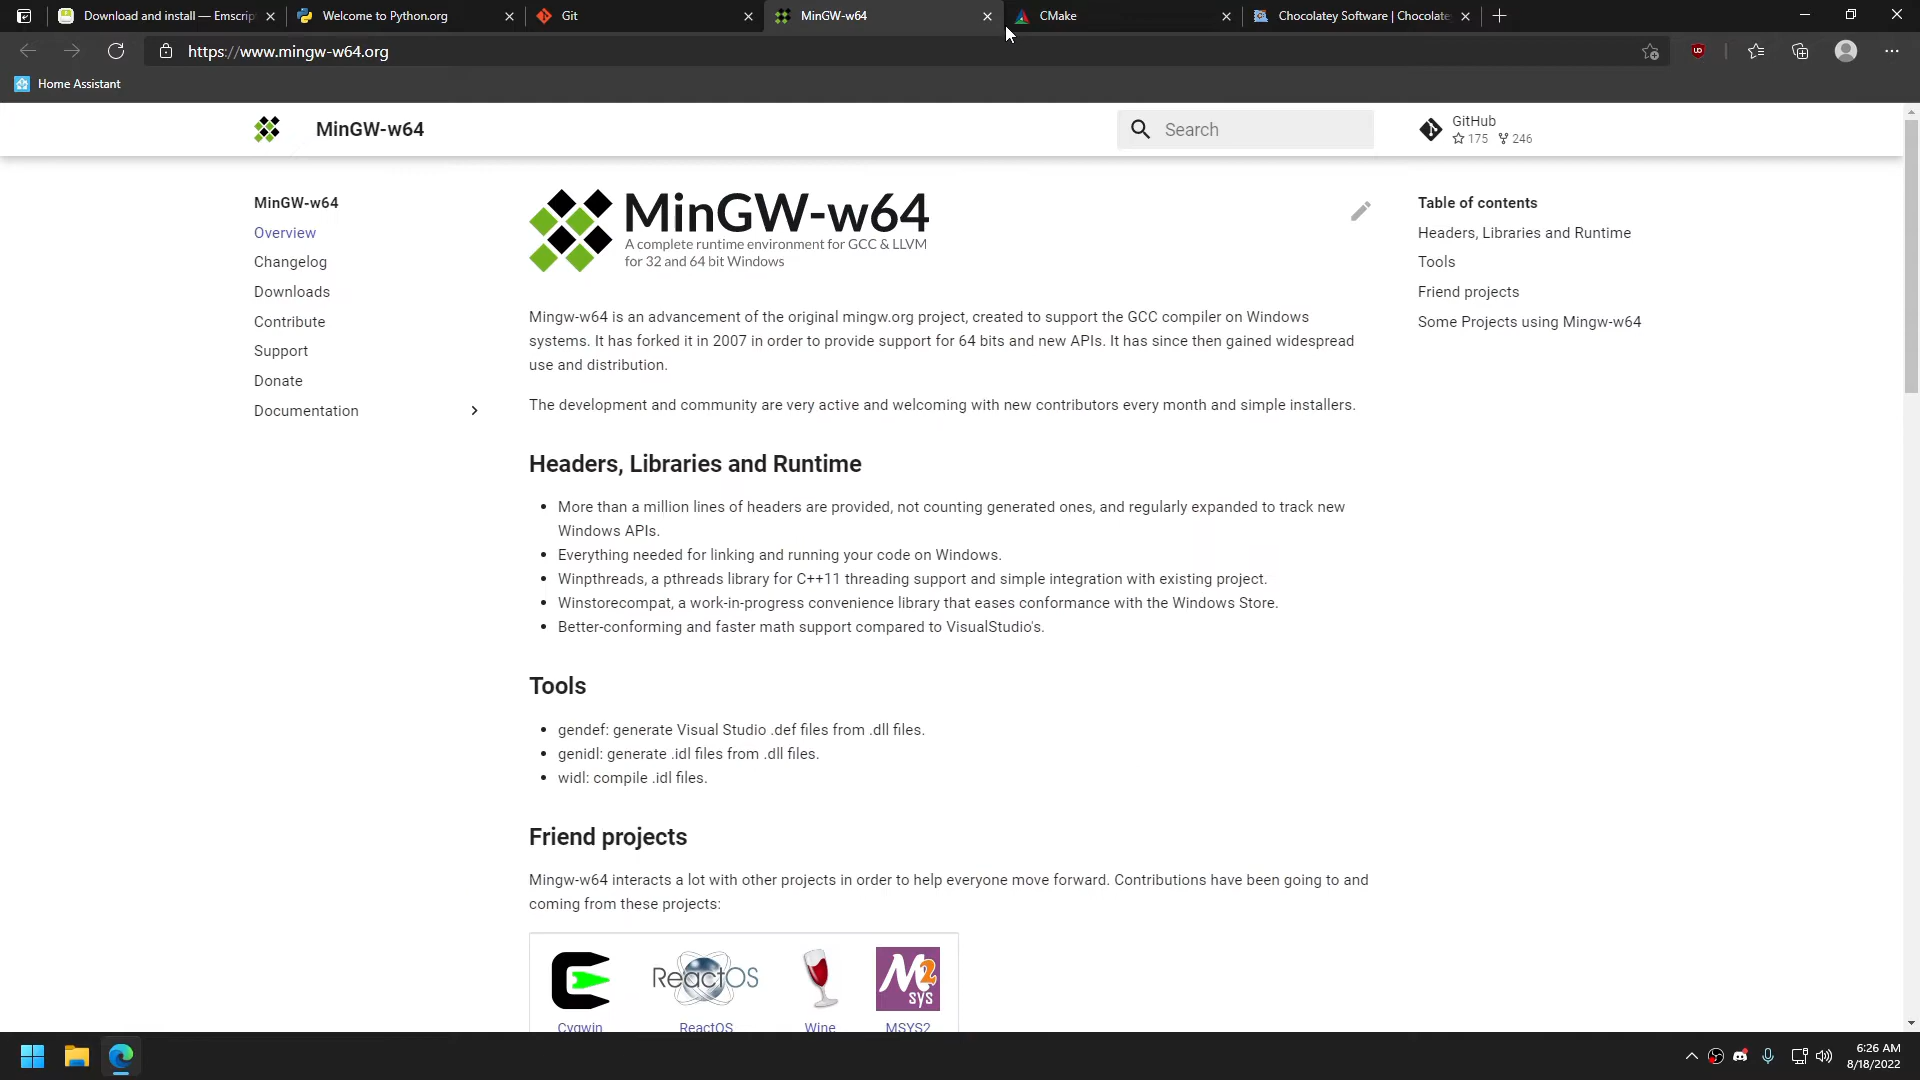 Download and install — Emscrip
Welcome to Python.org
Git
MinGW-w64
CMake
Chocolatey Software | Chocolate
https://www.mingw-w64.org
Home Assistant
MinGW-w64
Search
GitHub
175 246
MinGW-w64
Overview
Changelog
Downloads
Contribute
Support
Donate
Documentation
MinGW-w64
A complete runtime environment for GCC & LLVM
for 32 and 64 bit Windows
Mingw-w64 is an advancement of the original mingw.org project, created to support the GCC compiler on Windows
systems. It has forked it in 2007 in order to provide support for 64 bits and new APIs. It has since then gained widespread
use and distribution.
The development and community are very active and welcoming with new contributors every month and simple installers.
Headers, Libraries and Runtime
• More than a million lines of headers are provided, not counting generated ones, and regularly expanded to track new
Windows APIs.
• Everything needed for linking and running your code on Windows.
• Winpthreads, a pthreads library for C++11 threading support and simple integration with existing project.
• Winstorecompat, a work-in-progress convenience library that eases conformance with the Windows Store.
• Better-conforming and faster math support compared to VisualStudio's.
Tools
• gendef: generate Visual Studio .def files from .dll files.
• genidl: generate .idl files from .dll files.
• widl: compile .idl files.
Friend projects
Mingw-w64 interacts a lot with other projects in order to help everyone move forward. Contributions have been going to and
coming from these projects:
ReactOS
M2
sys
Cygwin
ReactOS
Wine
MSYS2
Table of contents
Headers, Libraries and Runtime
Tools
Friend projects
Some Projects using Mingw-w64
6:26 AM
8/18/2022